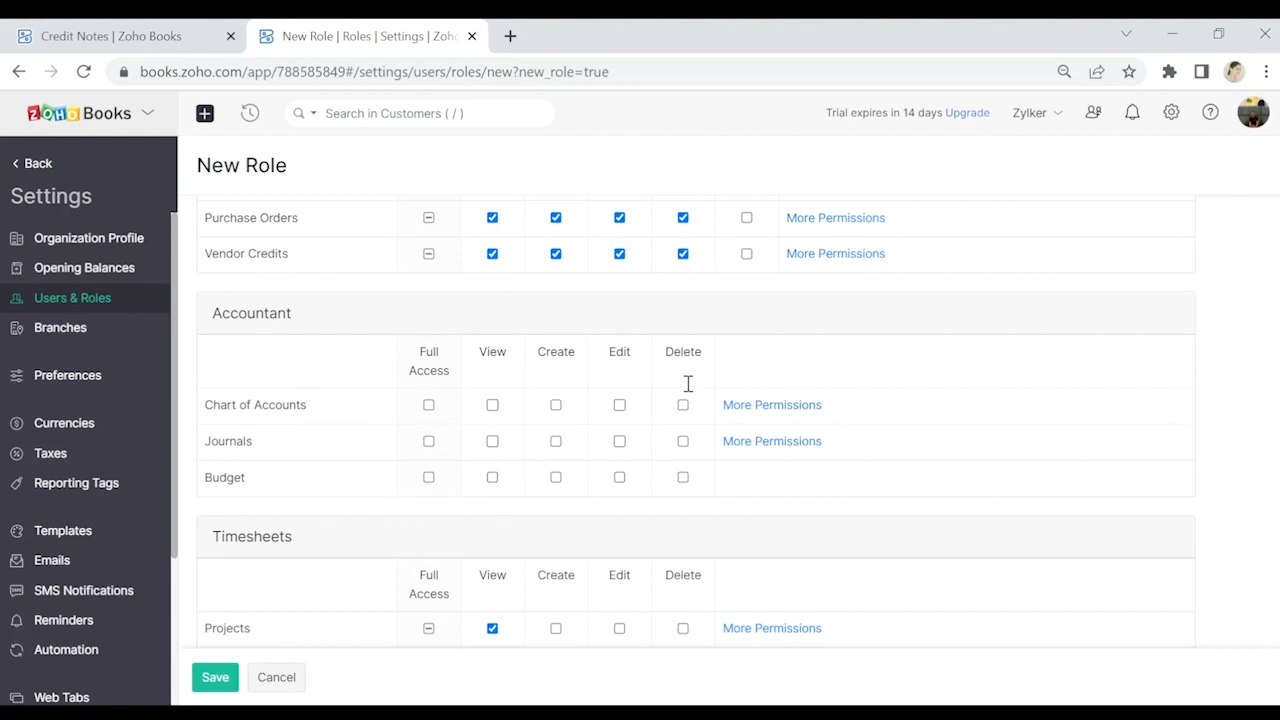 Credit Notes | Zoho Books
New Role | Roles | Settings | Zoho
books.zoho.com/app/788585849#/settings/users/roles/new?new_role=true
ZOHO Books
Search in Customers ( / )
Trial expires in 14 days Upgrade
Zylker
Back
Settings
Organization Profile
Opening Balances
Users & Roles
Branches
Preferences
Currencies
Taxes
Reporting Tags
Templates
Emails
SMS Notifications
Reminders
Automation
Web Tabs
New Role
Purchase Orders More Permissions
Vendor Credits More Permissions
Accountant
Full Access View Create Edit Delete
Chart of Accounts More Permissions
Journals More Permissions
Budget
Timesheets
Full Access View Create Edit Delete
Projects More Permissions
Save Cancel